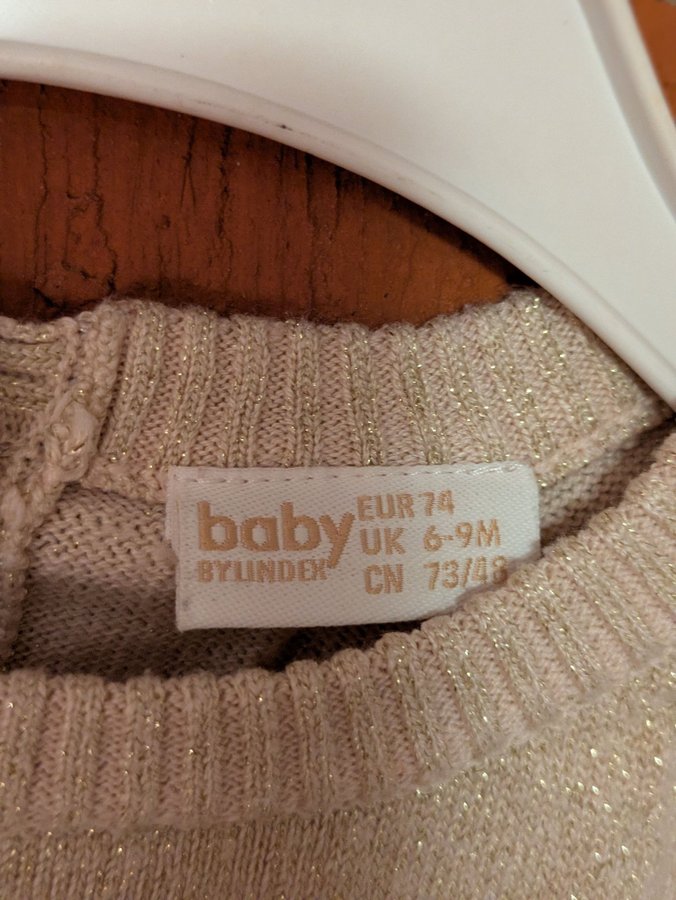 baby
BY LINDEX
EUR 74
UK 6-9M
CN 73/48